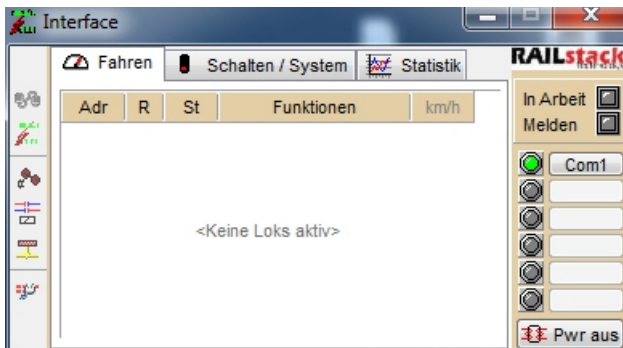 Interface
Fahren
Schalten / System
Statistik
RAILstack
Adr R St Funktionen km/h
<Keine Loks aktiv>
In Arbeit
Melden
Com1
Pwr aus